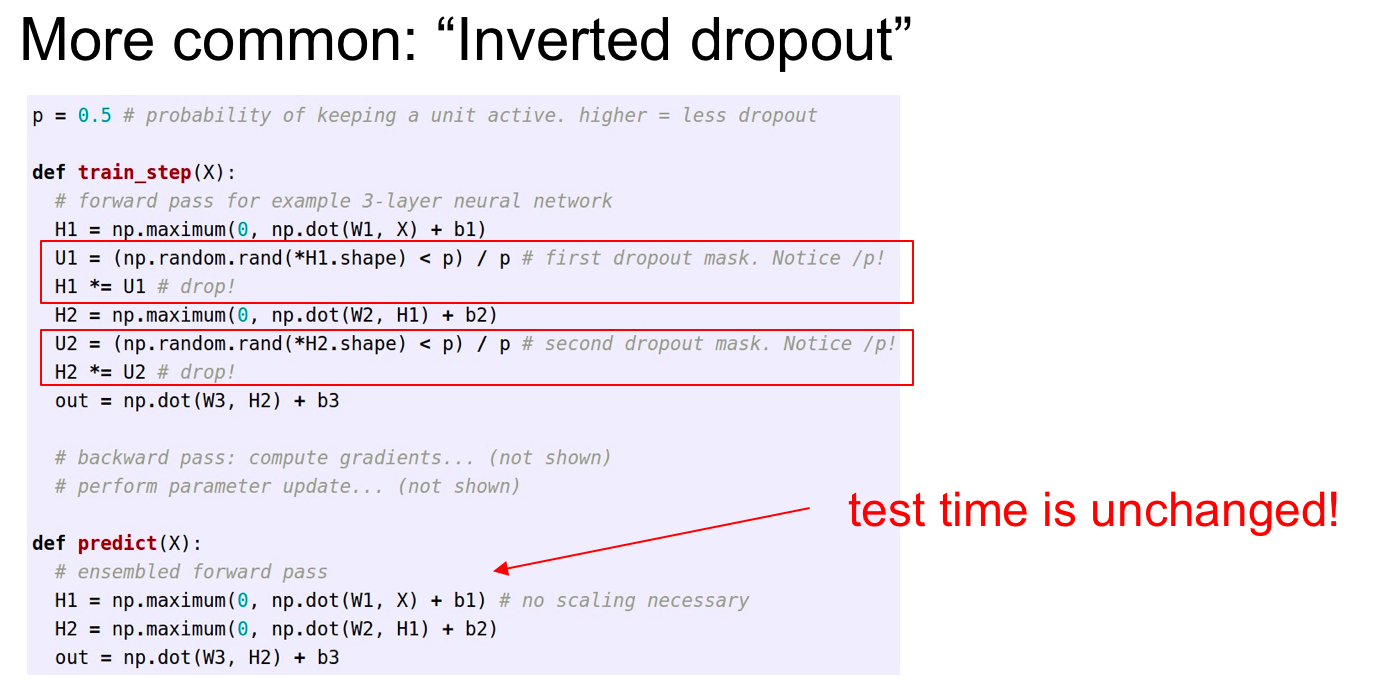 More common: “Inverted dropout”
p = 0.5 # probability of keeping a unit active. higher = less dropout
def train_step(X):
# forward pass for example 3-layer neural network
H1 = np.maximum(0, np.dot(W1, X) + b1)
U1 = (np.random.rand(*H1.shape) < p) / p # first dropout mask. Notice /p!
H1 *= U1 # drop!
H2 = np.maximum(0, np.dot(W2, H1) + b2)
U2 = (np.random.rand(*H2.shape) < p) / p # second dropout mask. Notice /p!
H2 *= U2 # drop!
out = np.dot(W3, H2) + b3
# backward pass: compute gradients... (not shown)
# perform parameter update... (not shown)
test time is unchanged!
def predict(X):
# ensembled forward pass
H1 = np.maximum(0, np.dot(W1, X) + b1) # no scaling necessary
H2 = np.maximum(0, np.dot(W2, H1) + b2)
out = np.dot(W3, H2) + b3